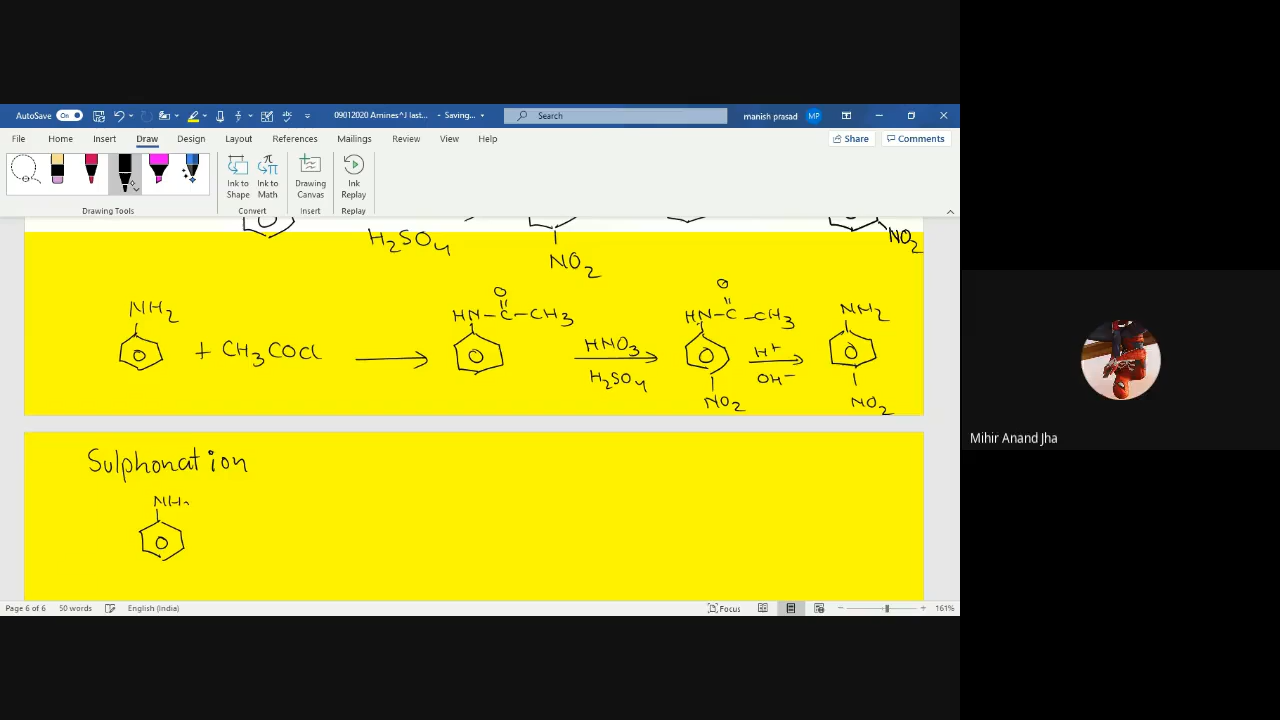 AutoSave On 09012020 Amines^J last... - Saving... Search manish prasad MP
File Home Insert Draw Design Layout References Mailings Review View Help Share Comments
Ink to Shape Ink to Math Drawing Canvas Ink Replay
Drawing Tools Convert Insert Replay
H2SO4 NO2 NO2
NH2 + CH3COCl HN-C-CH3 O HNO3 H2SO4 HN-C-CH3 O NO2 H+ OH- NH2 NO2
Sulphonation
NH
Page 6 of 6 50 words English (India) Focus 161%
Mihir Anand Jha